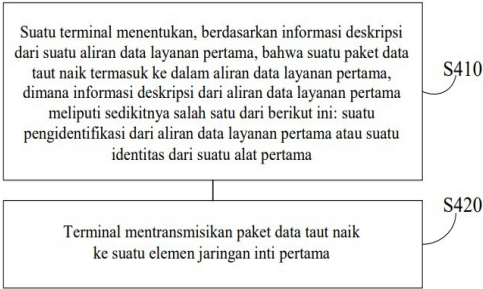 Suatu terminal menentukan, berdasarkan informasi deskripsi
dari suatu aliran data layanan pertama, bahwa suatu paket data
taut naik termasuk ke dalam aliran data layanan pertama,
dimana informasi deskripsi dari aliran data layanan pertama
meliputi sedikitnya salah satu dari berikut ini: suatu
pengidentifikasi dari aliran data layanan pertama atau suatu
identitas dari suatu alat pertama
S410
Terminal mentransmisikan paket data taut naik
ke suatu elemen jaringan inti pertama
S420